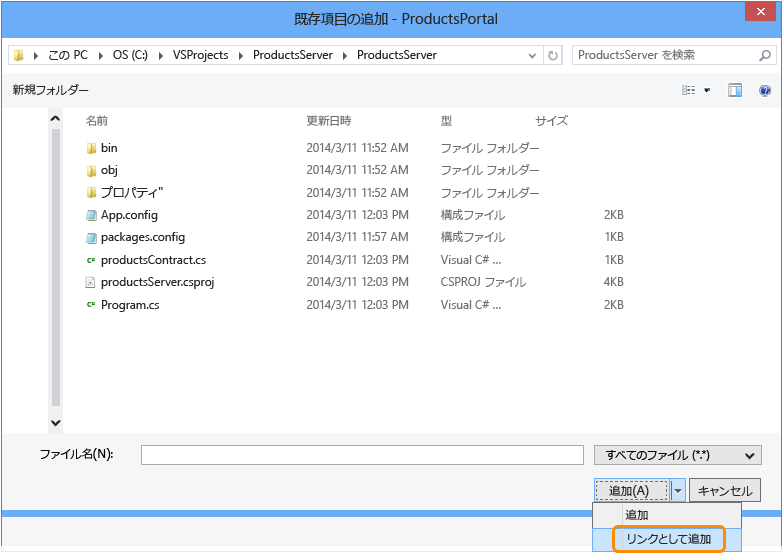 既存項目の追加 - ProductsPortal
この PC OS (C:) VSProjects ProductsServer ProductsServer ProductsServer を検索
新規フォルダー
名前 更新日時 型 サイズ
bin 2014/3/11 11:52 AM ファイル フォルダー
obj 2014/3/11 11:52 AM ファイル フォルダー
プロパティ" 2014/3/11 11:52 AM ファイル フォルダー
App.config 2014/3/11 12:03 PM 構成ファイル 2KB
packages.config 2014/3/11 11:57 AM 構成ファイル 1KB
productsContract.cs 2014/3/11 12:03 PM Visual C# ... 1KB
productsServer.csproj 2014/3/11 12:03 PM CSPROJ ファイル 4KB
Program.cs 2014/3/11 12:03 PM Visual C# ... 2KB
ファイル名(N): すべてのファイル (*.*)
追加(A) キャンセル
追加
リンクとして追加